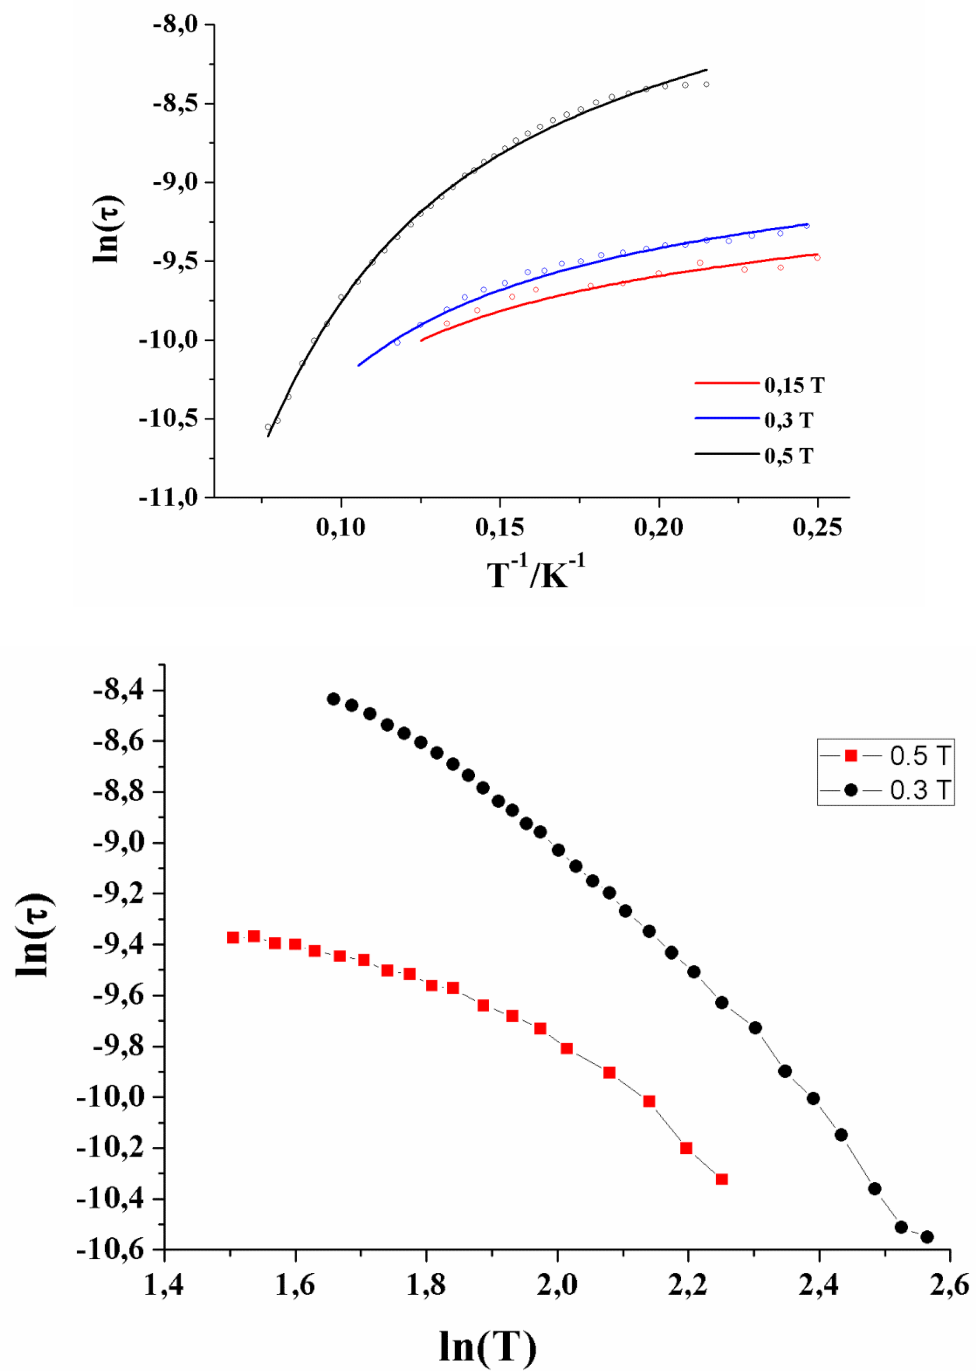 -8,0
-8,5
-9,0
-9,5
-10,0
-10,5
-11,0
ln(τ)
0,15 T
0,3 T
0,5 T
0,10 0,15 0,20 0,25
T⁻¹/K⁻¹
-8,4
-8,6
-8,8
-9,0
-9,2
-9,4
-9,6
-9,8
-10,0
-10,2
-10,4
-10,6
ln(τ)
0.5 T
0.3 T
1,4 1,6 1,8 2,0 2,2 2,4 2,6
ln(T)